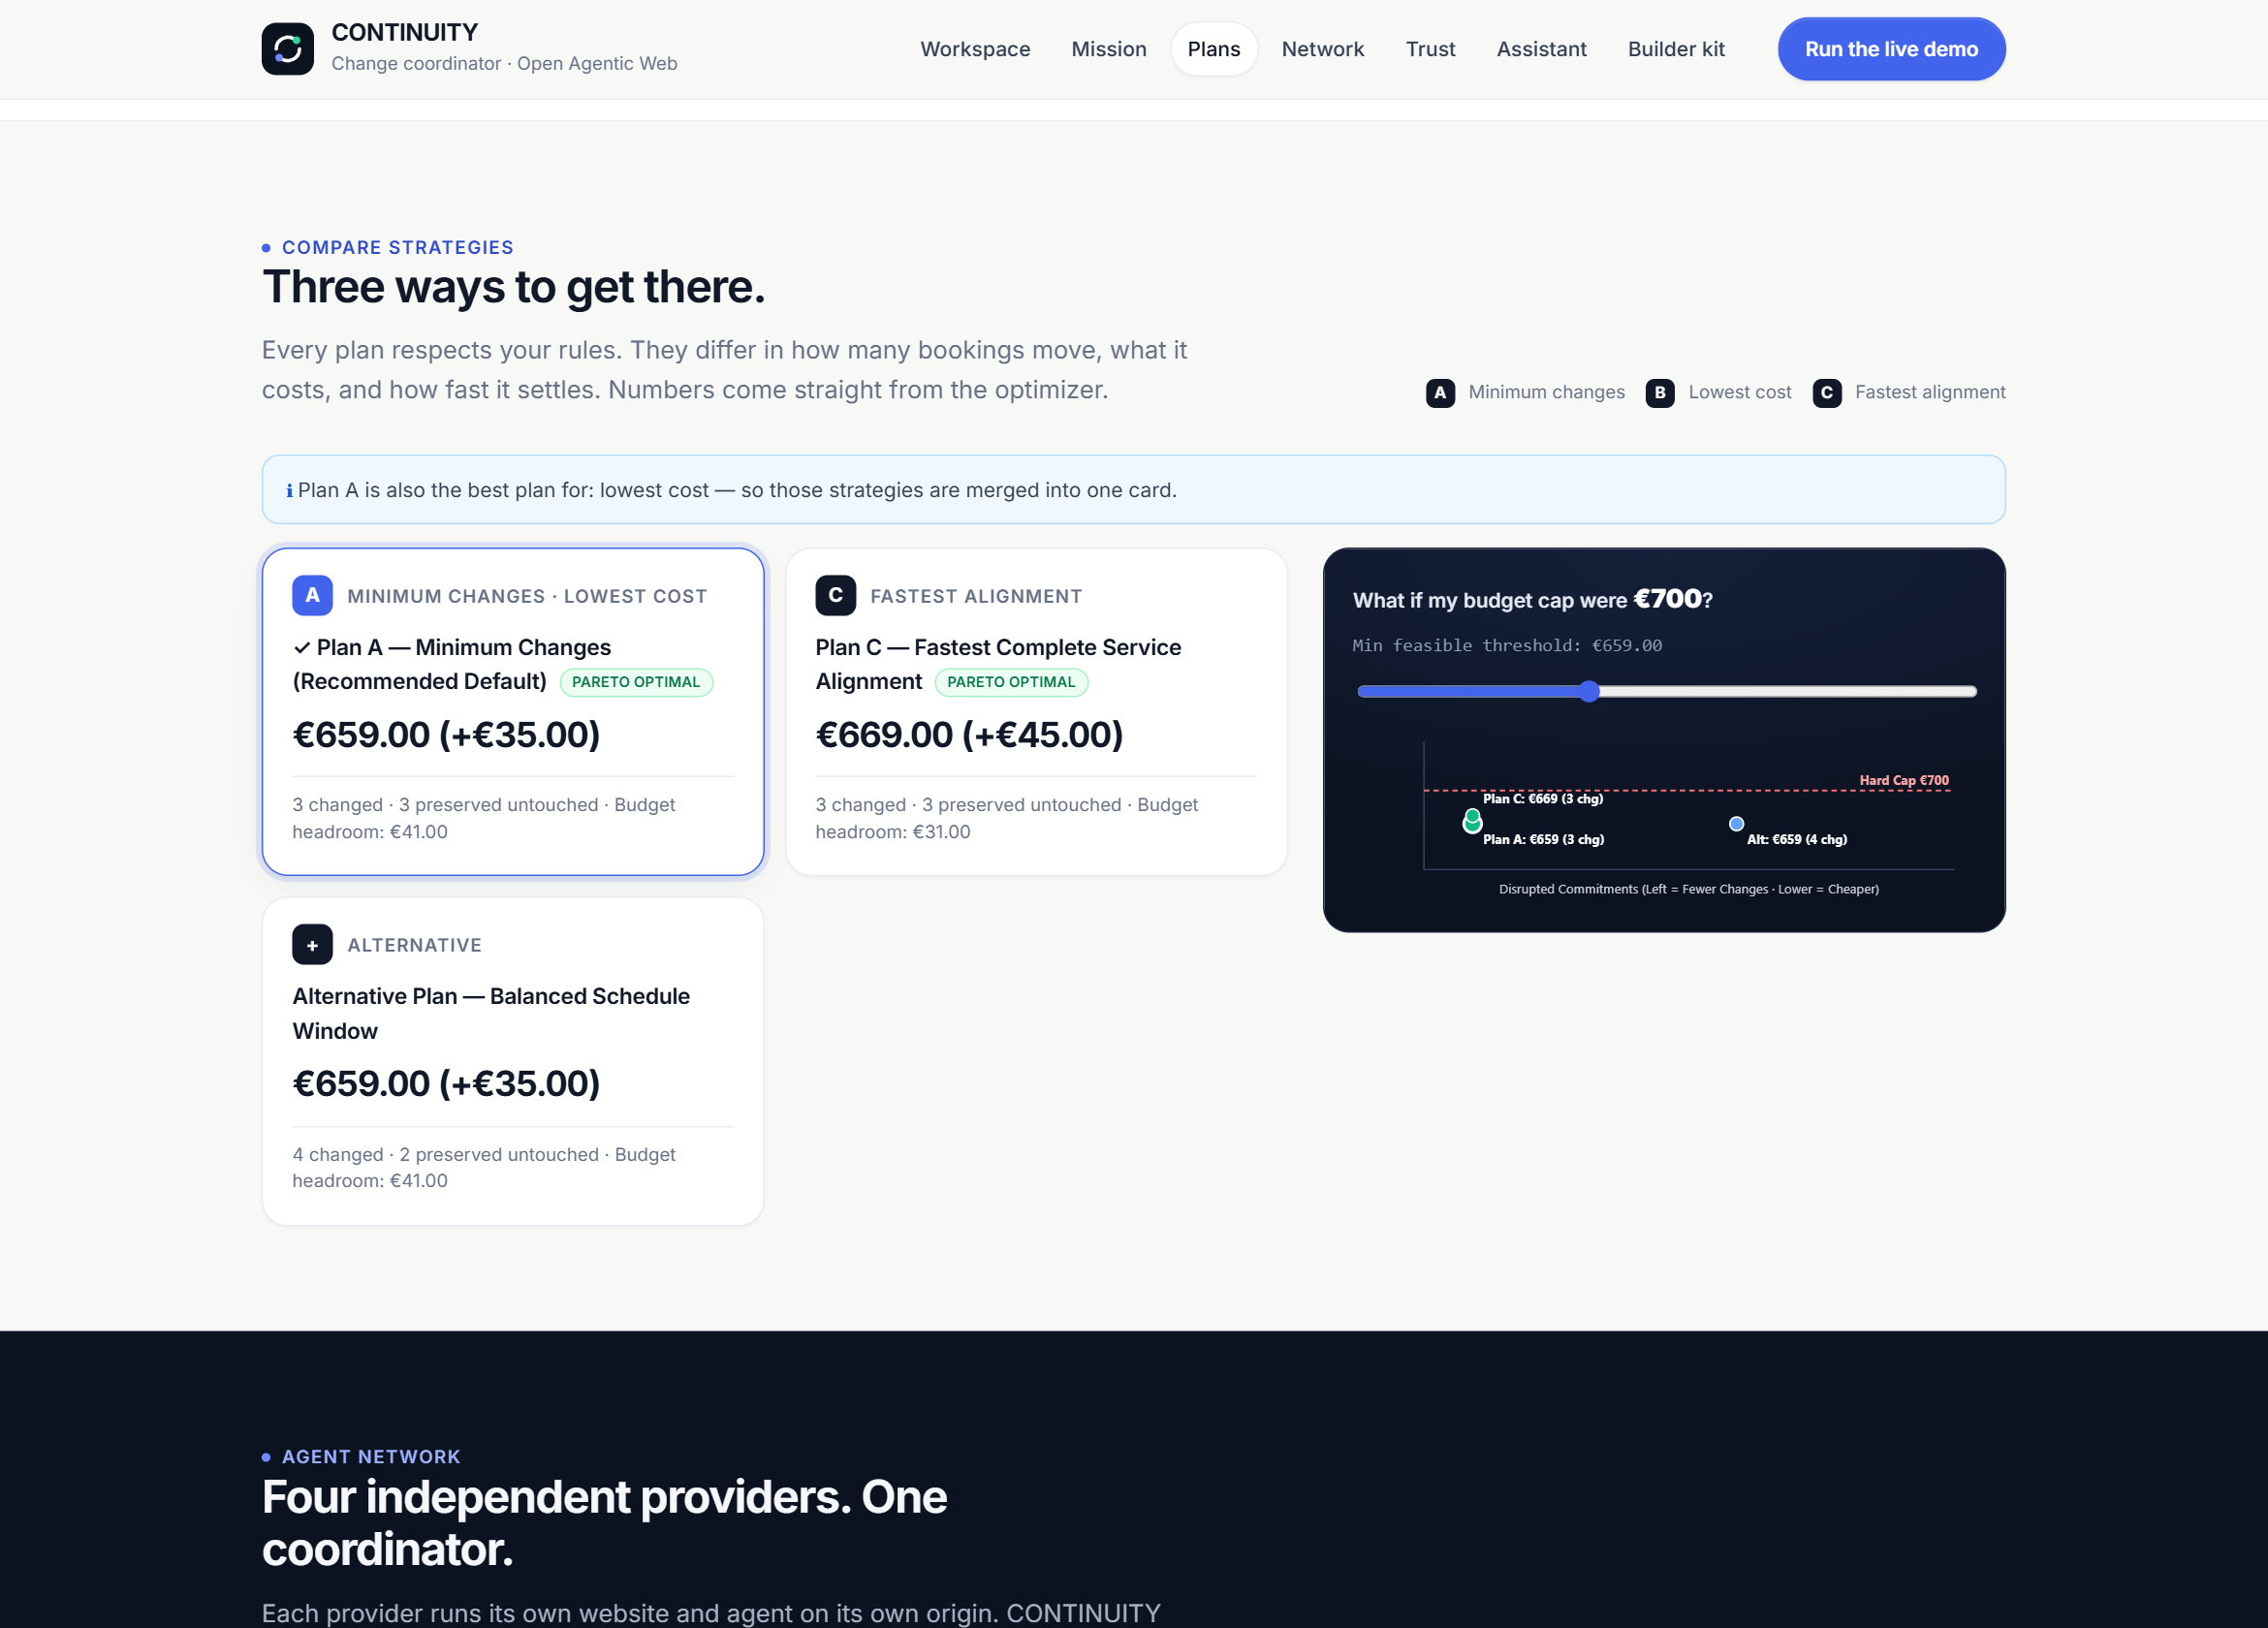 CONTINUITY
Change coordinator · Open Agentic Web
Workspace
Mission
Plans
Network
Trust
Assistant
Builder kit
Run the live demo
COMPARE STRATEGIES
Three ways to get there.
Every plan respects your rules. They differ in how many bookings move, what it
costs, and how fast it settles. Numbers come straight from the optimizer.
A Minimum changes B Lowest cost C Fastest alignment
i Plan A is also the best plan for: lowest cost — so those strategies are merged into one card.
A MINIMUM CHANGES · LOWEST COST
✓ Plan A — Minimum Changes
(Recommended Default) PARETO OPTIMAL
€659.00 (+€35.00)
3 changed · 3 preserved untouched · Budget
headroom: €41.00
C FASTEST ALIGNMENT
Plan C — Fastest Complete Service
Alignment PARETO OPTIMAL
€669.00 (+€45.00)
3 changed · 3 preserved untouched · Budget
headroom: €31.00
What if my budget cap were €700?
Min feasible threshold: €659.00
Hard Cap €700
Plan C: €669 (3 chg)
Plan A: €659 (3 chg)
Alt: €659 (4 chg)
Disrupted Commitments (Left = Fewer Changes · Lower = Cheaper)
+ ALTERNATIVE
Alternative Plan — Balanced Schedule
Window
€659.00 (+€35.00)
4 changed · 2 preserved untouched · Budget
headroom: €41.00
AGENT NETWORK
Four independent providers. One
coordinator.
Each provider runs its own website and agent on its own origin. CONTINUITY